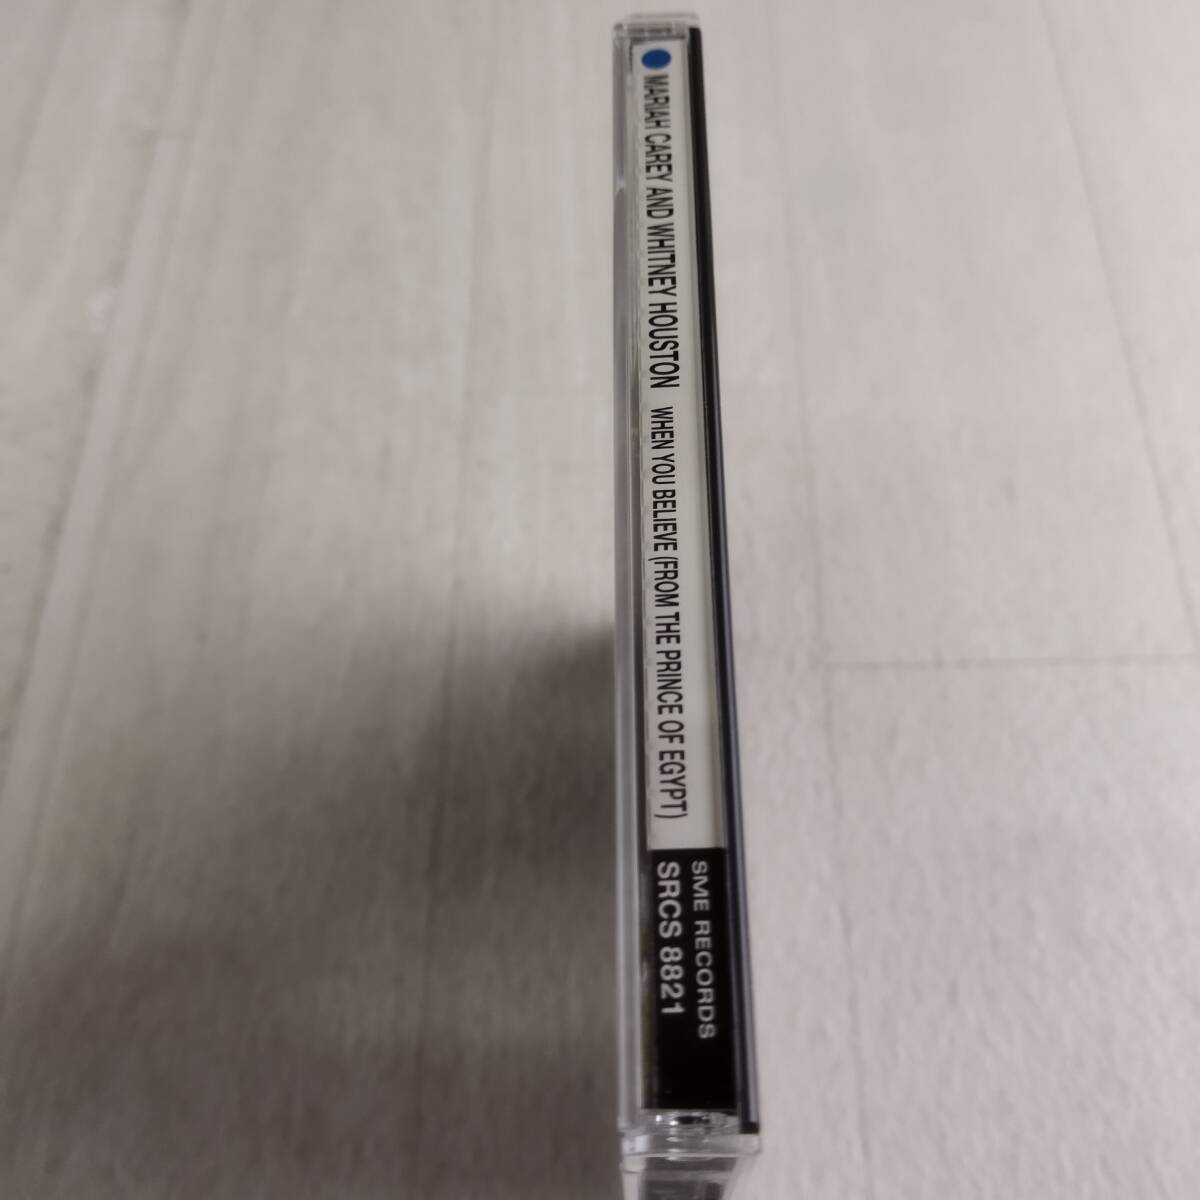 MARIAH CAREY AND WHITNEY HOUSTON WHEN YOU BELIEVE (FROM THE PRINCE OF EGYPT)
SME RECORDS
SRCS 8821